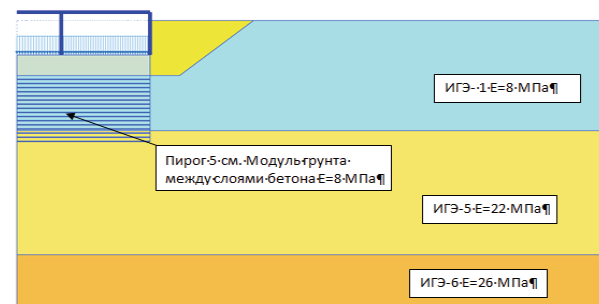 ИГЭ--1·Е=8·МПа¶
Пирог·5·см.·Модуль·грунта·
между·слоями·бетона·Е=8·МПа¶
ИГЭ-5·Е=22·МПа¶
ИГЭ-6·Е=26·МПа¶